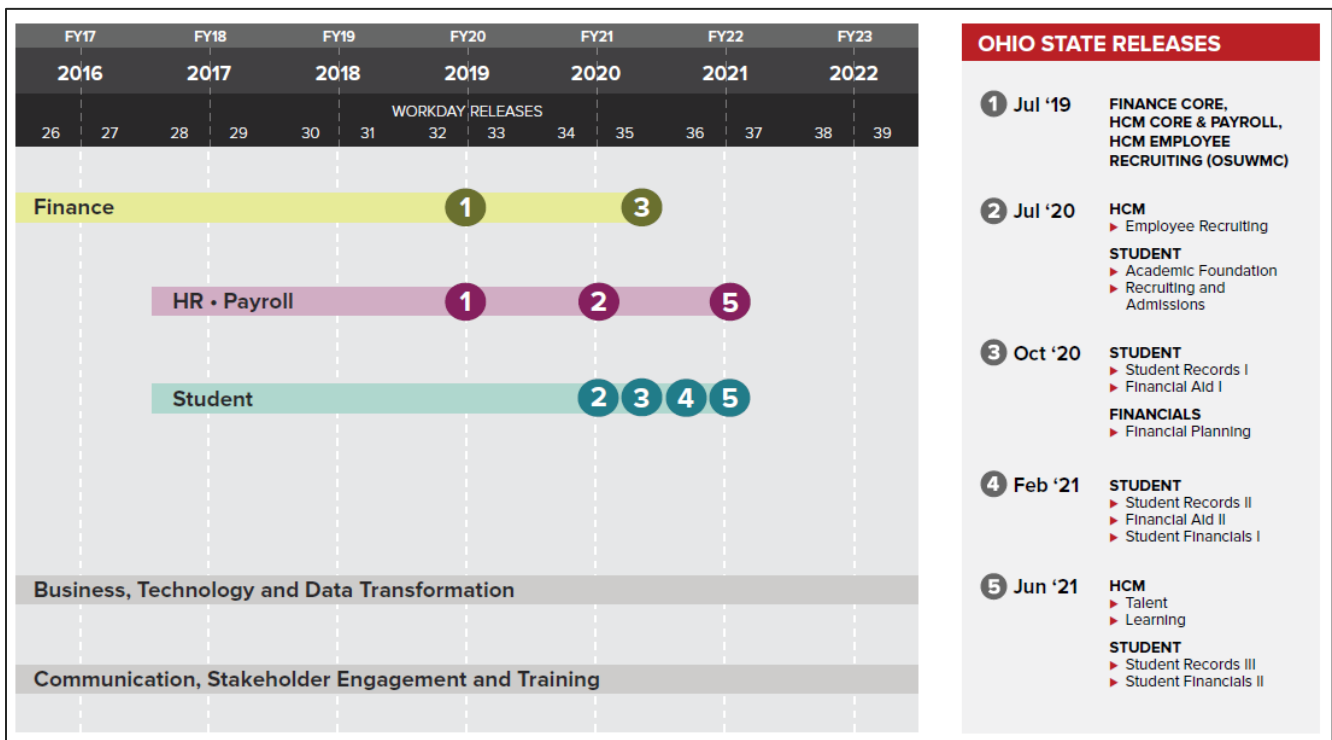 FY17 FY18 FY19 FY20 FY21 FY22 FY23
2016 2017 2018 2019 2020 2021 2022
WORKDAY RELEASES
26 27 28 29 30 31 32 33 34 35 36 37 38 39
Finance 1 3
HR • Payroll 1 2 5
Student 2 3 4 5
Business, Technology and Data Transformation
Communication, Stakeholder Engagement and Training
OHIO STATE RELEASES
1 Jul ‘19 FINANCE CORE,
HCM CORE & PAYROLL,
HCM EMPLOYEE
RECRUITING (OSUWMC)
2 Jul ‘20 HCM
▶ Employee Recruiting
STUDENT
▶ Academic Foundation
▶ Recruiting and
Admissions
3 Oct ‘20 STUDENT
▶ Student Records I
▶ Financial Aid I
FINANCIALS
▶ Financial Planning
4 Feb ‘21 STUDENT
▶ Student Records II
▶ Financial Aid II
▶ Student Financials I
5 Jun ‘21 HCM
▶ Talent
▶ Learning
STUDENT
▶ Student Records III
▶ Student Financials II